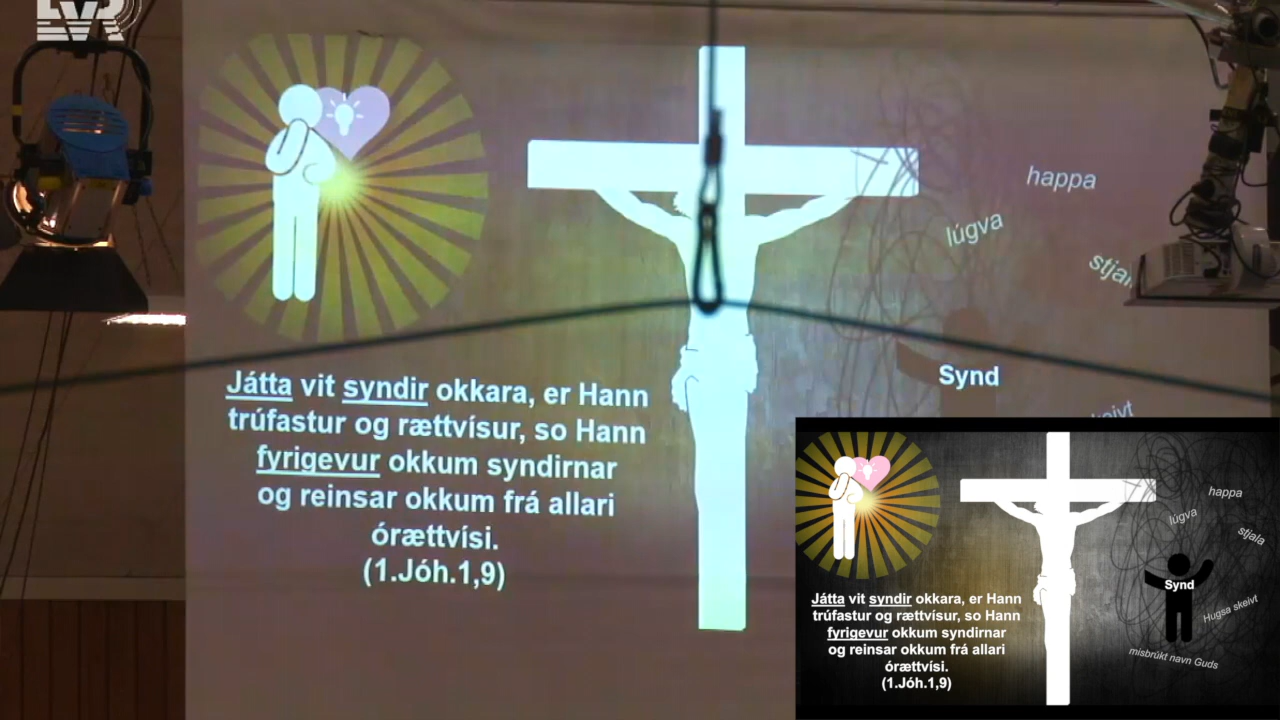 EVR
happa
lúgva
Synd
Játta vit syndir okkara, er Hann
trúfastur og rættvísur, so Hann
fyrigevur okkum syndirnar
og reinsar okkum frá allari
órættvísi.
(1.Jóh.1,9)
happa
lúgva
stjala
Synd
Hugsa skeivt
misbrúkt navn Guds
Játta vit syndir okkara, er Hann
trúfastur og rættvísur, so Hann
fyrigevur okkum syndirnar
og reinsar okkum frá allari
órættvísi.
(1.Jóh.1,9)